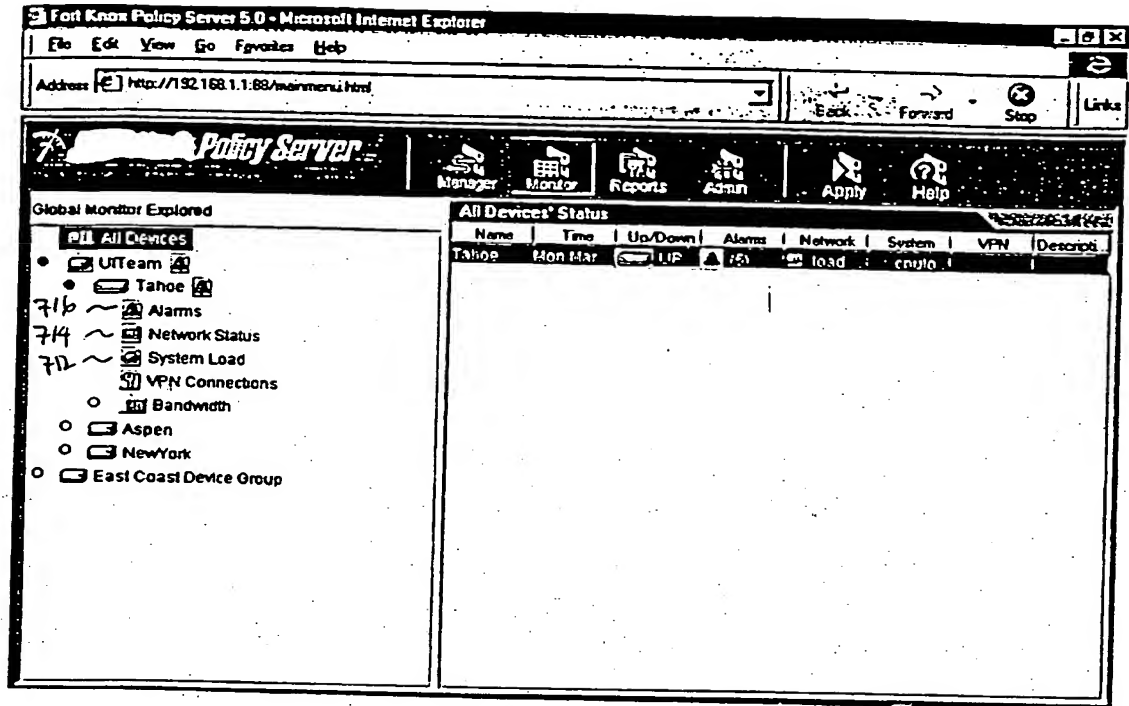 Fort Knox Policy Server 5.0 - Microsoft Internet Explorer
File Edit View Go Favorites Help
Address http://192.168.1.1:88/mainmenu.html
Back Forward Stop Links
Policy Server
Manager Monitor Reports Admin Apply Help
Global Monitor Explored
All Devices' Status
Name Time Up/Down Alarms Network System VPN Descripti...
Tahoe Mon Mar UP (5) load
All Devices
UITeam
Tahoe
716 Alarms
714 Network Status
712 System Load
VPN Connections
Bandwidth
Aspen
NewYork
East Coast Device Group